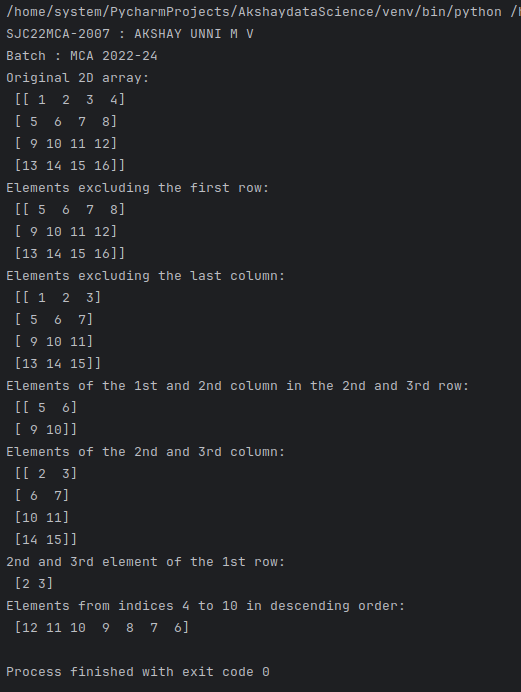 /home/system/PycharmProjects/AkshaydataScience/venv/bin/python /h
SJC22MCA-2007 : AKSHAY UNNI M V
Batch : MCA 2022-24
Original 2D array:
 [[ 1  2  3  4]
 [ 5  6  7  8]
 [ 9 10 11 12]
 [13 14 15 16]]
Elements excluding the first row:
 [[ 5  6  7  8]
 [ 9 10 11 12]
 [13 14 15 16]]
Elements excluding the last column:
 [[ 1  2  3]
 [ 5  6  7]
 [ 9 10 11]
 [13 14 15]]
Elements of the 1st and 2nd column in the 2nd and 3rd row:
 [[ 5  6]
 [ 9 10]]
Elements of the 2nd and 3rd column:
 [[ 2  3]
 [ 6  7]
 [10 11]
 [14 15]]
2nd and 3rd element of the 1st row:
 [2 3]
Elements from indices 4 to 10 in descending order:
 [12 11 10  9  8  7  6]

Process finished with exit code 0